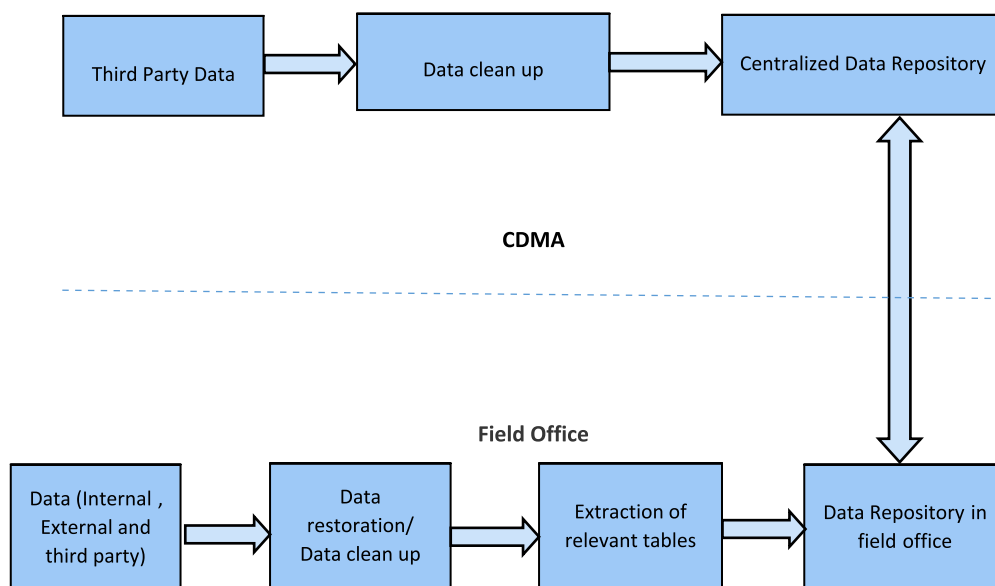 Third Party Data
Data clean up
Centralized Data Repository
CDMA
Field Office
Data (Internal ,
External and
third party)
Data
restoration/
Data clean up
Extraction of
relevant tables
Data Repository in
field office